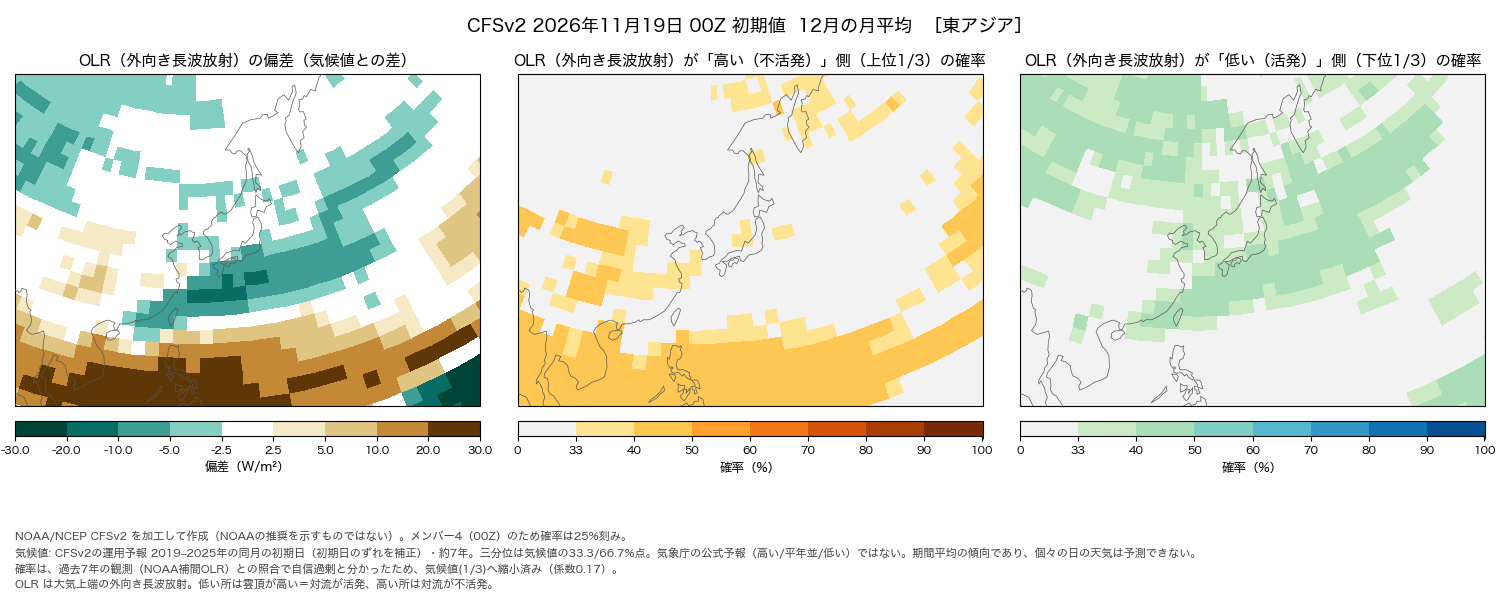 CFSv2 2026年11月19日 00Z 初期値 12月の月平均 ［東アジア］
OLR（外向き長波放射）の偏差（気候値との差）
OLR（外向き長波放射）が「高い（不活発）」側（上位1/3）の確率
OLR（外向き長波放射）が「低い（活発）」側（下位1/3）の確率
-30.0 -20.0 -10.0 -5.0 -2.5 2.5 5.0 10.0 20.0 30.0
偏差（W/m²）
0 33 40 50 60 70 80 90 100
確率（%）
0 33 40 50 60 70 80 90 100
確率（%）
NOAA/NCEP CFSv2 を加工して作成（NOAAの推奨を示すものではない）。メンバー4（00Z）のため確率は25%刻み。
気候値: CFSv2の運用予報 2019–2025年の同月の初期日（初期日のずれを補正）・約7年。三分位は気候値の33.3/66.7%点。気象庁の公式予報（高い/平年並/低い）ではない。期間平均の傾向であり、個々の日の天気は予測できない。
確率は、過去7年の観測（NOAA補間OLR）との照合で自信過剰と分かったため、気候値(1/3)へ縮小済み（係数0.17）。
OLR は大気上端の外向き長波放射。低い所は雲頂が高い＝対流が活発、高い所は対流が不活発。